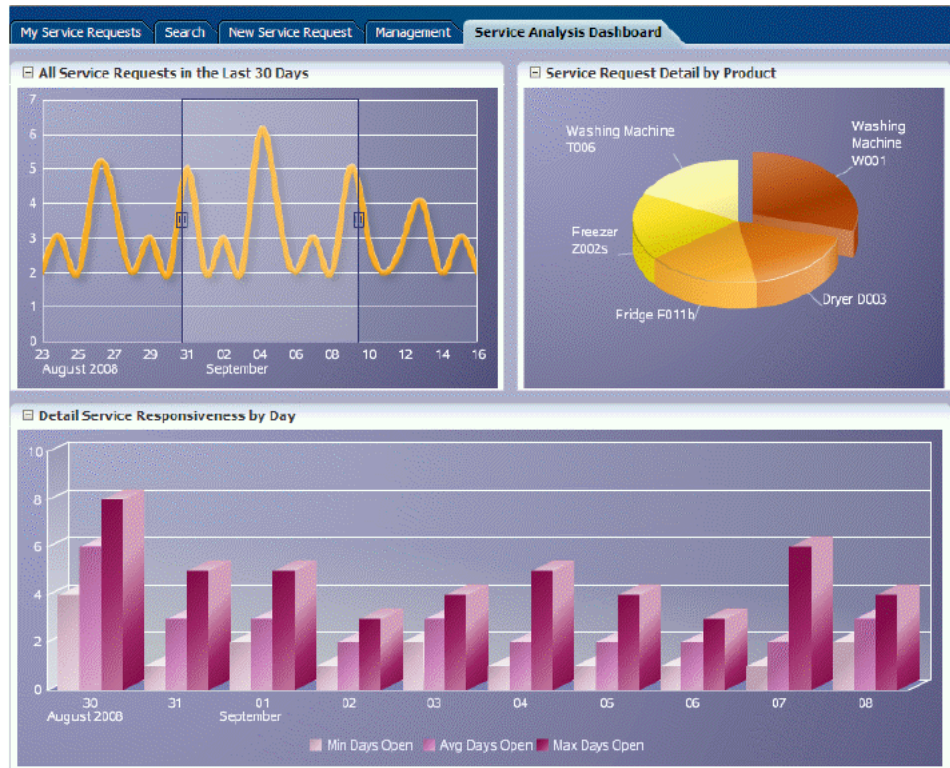 My Service Requests
Search
New Service Request
Management
Service Analysis Dashboard
All Service Requests in the Last 30 Days
7
6
5
4
3
2
1
0
23 25 27 29 31 02 04 06 08 10 12 14 16
August 2008 September
Service Request Detail by Product
Washing Machine
T006
Washing
Machine
W001
Freezer
Z002s
Fridge F011b
Dryer D003
Detail Service Responsiveness by Day
10
8
6
4
2
0
30 31 01 02 03 04 05 06 07 08
August 2008 September
Min Days Open Avg Days Open Max Days Open